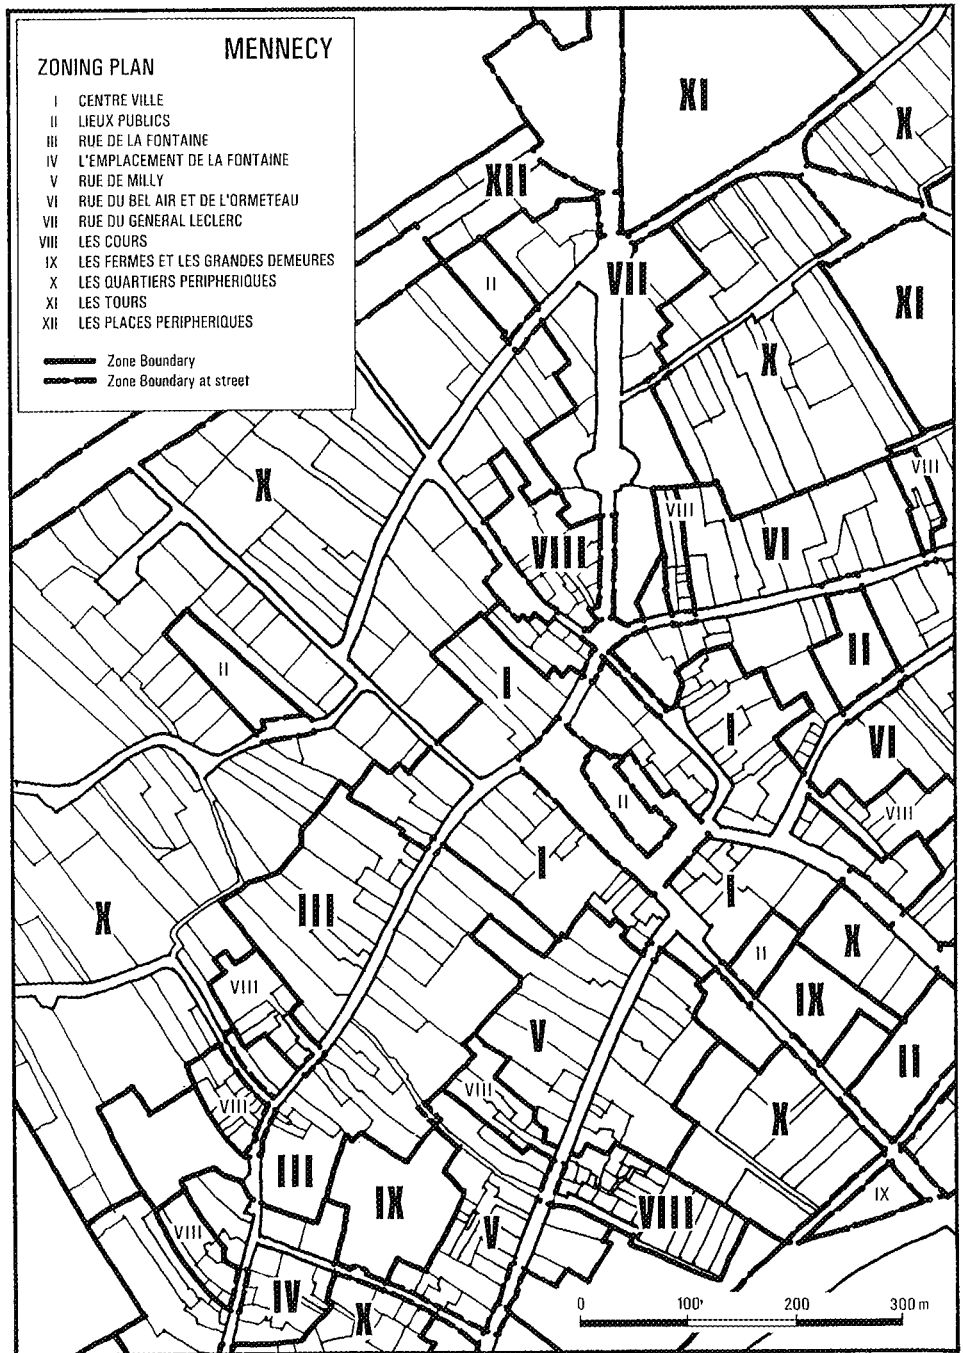 MENNECY
ZONING PLAN
I CENTRE VILLE
II LIEUX PUBLICS
III RUE DE LA FONTAINE
IV L'EMPLACEMENT DE LA FONTAINE
V RUE DE MILLY
VI RUE DU BEL AIR ET DE L'ORMETEAU
VII RUE DU GENERAL LECLERC
VIII LES COURS
IX LES FERMES ET LES GRANDES DEMEURES
X LES QUARTIERS PERIPHERIQUES
XI LES TOURS
XII LES PLACES PERIPHERIQUES
Zone Boundary
Zone Boundary at street
XI
X
XII
VII
II
XI
X
VIII
X
VIII
VIII
VI
II
II
I
I
VI
II
VIII
I
I
III
X
X
II
VIII
IX
V
II
VIII
VIII
X
III
IX
IX
VIII
V
VIII
IV
X
0 100' 200 300 m